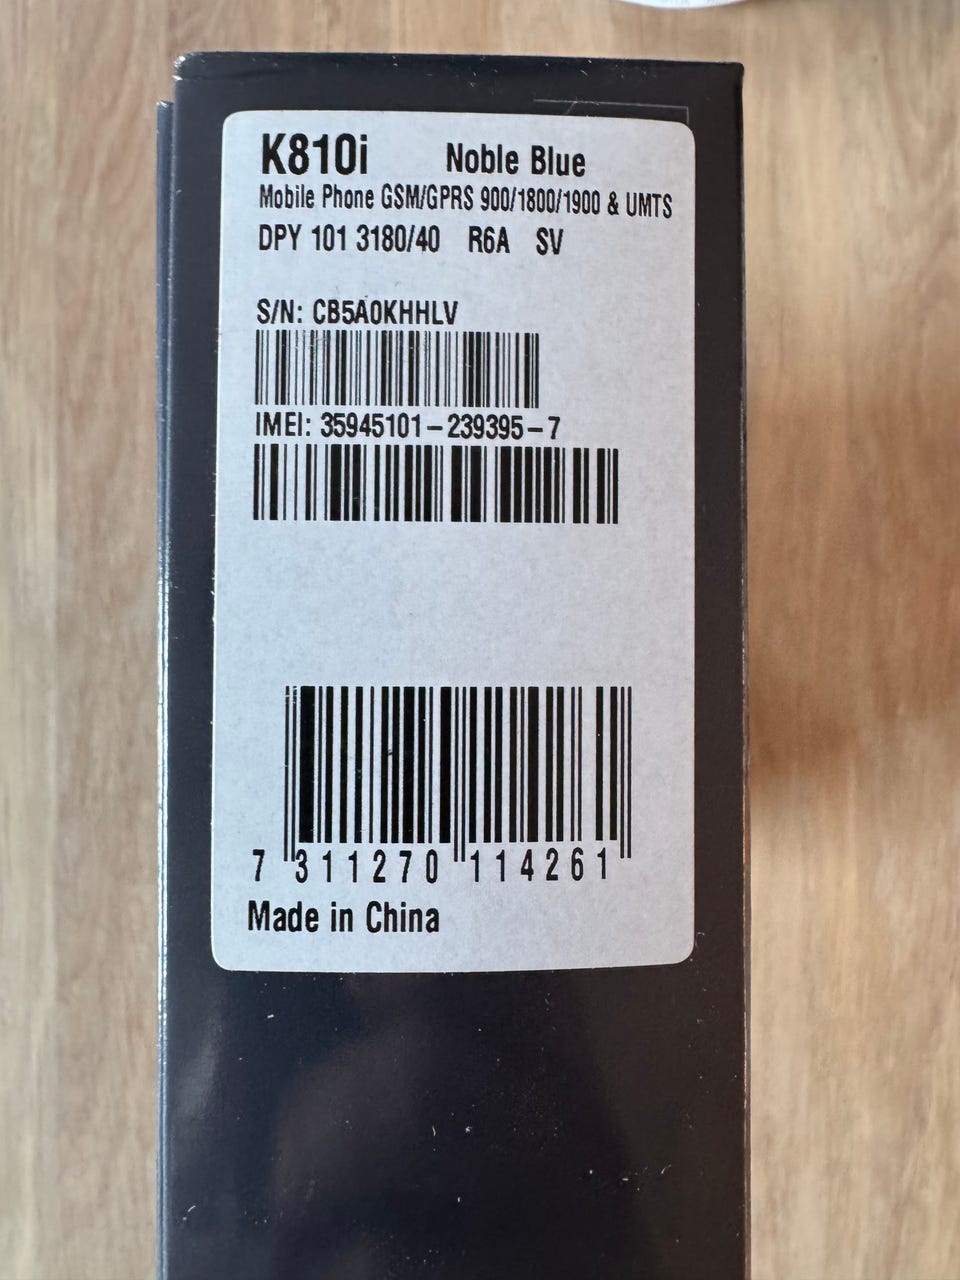 K810i Noble Blue
Mobile Phone GSM/GPRS 900/1800/1900 & UMTS
DPY 101 3180/40 R6A SV
S/N: CB5A0KHHLV
IMEI: 35945101-239395-7
7 311270 114261
Made in China